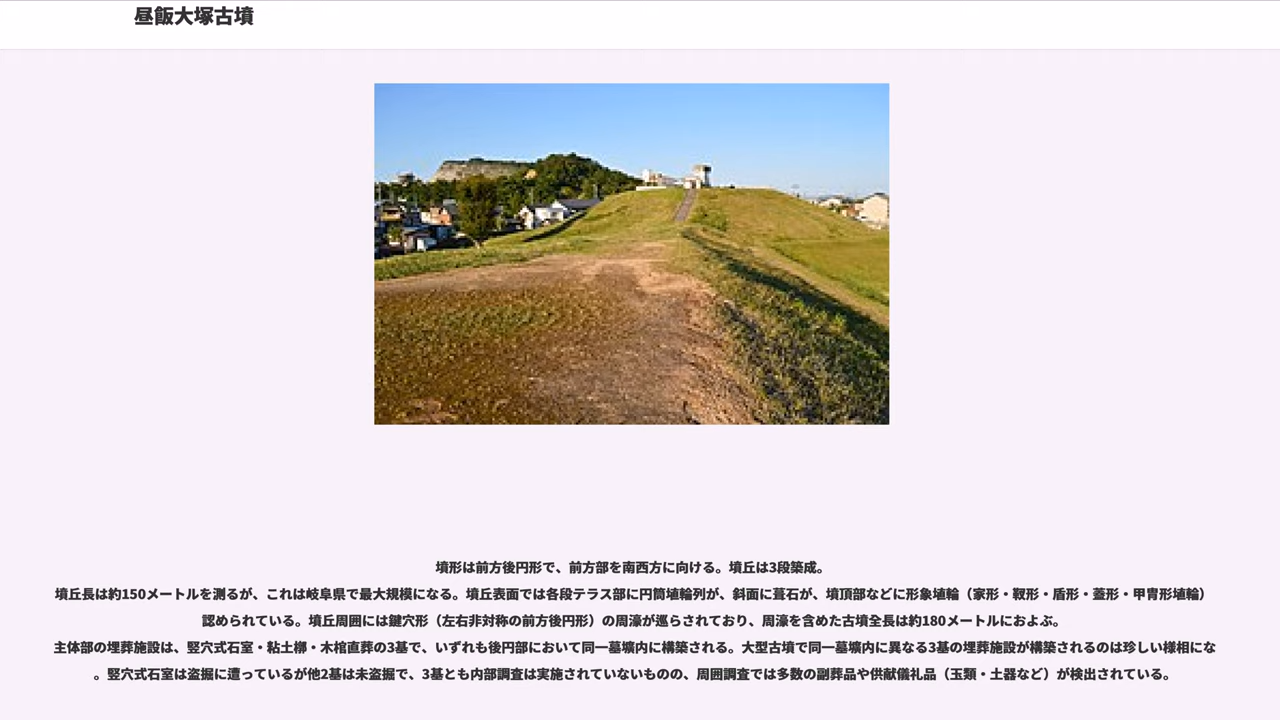 昼飯大塚古墳
墳形は前方後円形で、前方部を南西方に向ける。墳丘は3段築成。
墳丘長は約150メートルを測るが、これは岐阜県で最大規模になる。墳丘表面では各段テラス部に円筒埴輪列が、斜面に葺石が、墳頂部などに形象埴輪（家形・靫形・盾形・蓋形・甲冑形埴輪）
認められている。墳丘周囲には鍵穴形（左右非対称の前方後円形）の周濠が巡らされており、周濠を含めた古墳全長は約180メートルにおよぶ。
主体部の埋葬施設は、竪穴式石室・粘土槨・木棺直葬の3基で、いずれも後円部において同一墓壙内に構築される。大型古墳で同一墓壙内に異なる3基の埋葬施設が構築されるのは珍しい様相にな
。竪穴式石室は盗掘に遭っているが他2基は未盗掘で、3基とも内部調査は実施されていないものの、周囲調査では多数の副葬品や供献儀礼品（玉類・土器など）が検出されている。